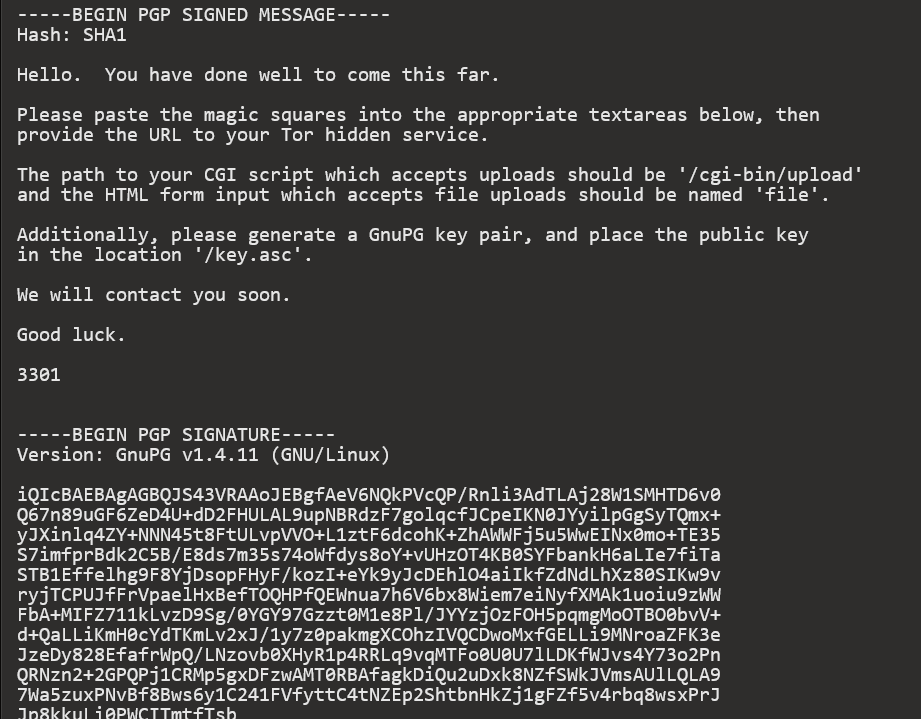 -----BEGIN PGP SIGNED MESSAGE-----
Hash: SHA1
Hello.  You have done well to come this far.
Please paste the magic squares into the appropriate textareas below, then
provide the URL to your Tor hidden service.
The path to your CGI script which accepts uploads should be '/cgi-bin/upload'
and the HTML form input which accepts file uploads should be named 'file'.
Additionally, please generate a GnuPG key pair, and place the public key
in the location '/key.asc'.
We will contact you soon.
Good luck.
3301
-----BEGIN PGP SIGNATURE-----
Version: GnuPG v1.4.11 (GNU/Linux)
iQIcBAEBAgAGBQJS43VRAAoJEBgfAeV6NQkPVcQP/Rnli3AdTLAj28W1SMHTD6v0
Q67n89uGF6ZeD4U+dD2FHULAL9upNBRdzF7golqcfJCpeIKN0JYyilpGgSyTQmx+
yJXinlq4ZY+NNN45t8FtULvpVVO+L1ztF6dcohK+ZhAWWFj5u5WwEINx0mo+TE35
S7imfprBdk2C5B/E8ds7m35s74oWfdys8oY+vUHzOT4KB0SYFbankH6aLIe7fiTa
STB1Effelhg9F8YjDsopFHyF/kozI+eYk9yJcDEhlO4aiIkfZdNdLhXz80SIKw9v
ryjTCPUJfFrVpaelHxBefTOQHPfQEWnua7h6V6bx8Wiem7eiNyfXMAk1uoiu9zWW
FbA+MIFZ711kLvzD9Sg/0YGY97Gzzt0M1e8Pl/JYYzjOzFOH5pqmgMoOTBO0bvV+
d+QaLLiKmH0cYdTKmLv2xJ/1y7z0pakmgXCOhzIVQCDwoMxfGELLi9MNroaZFK3e
JzeDy828EfafrWpQ/LNzovb0XHyR1p4RRLq9vqMTFo0U0U7lLDKfWJvs4Y73o2Pn
QRNzn2+2GPQPj1CRMp5gxDFzwAMT0RBAfagkDiQu2uDxk8NZfSWkJVmsAUlLQLA9
7Wa5zuxPNvBf8Bws6y1C241FVfyttC4tNZEp2ShtbnHkZj1gFZf5v4rbq8wsxPrJ